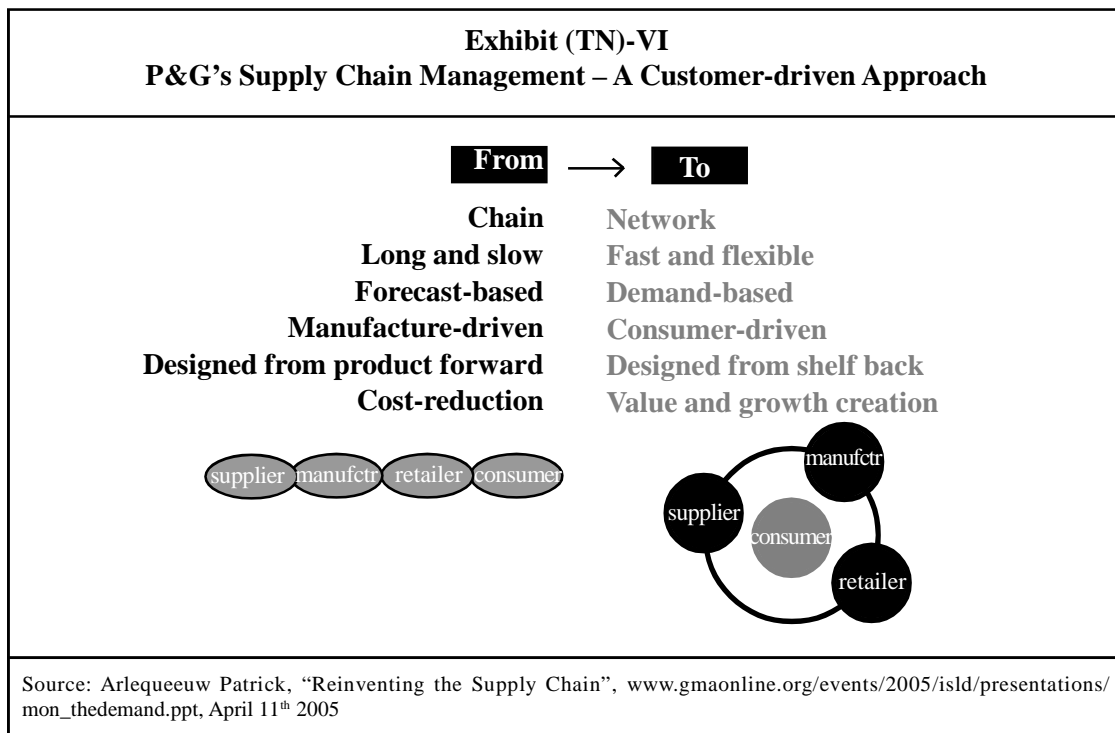 Exhibit (TN)-VI
P&G's Supply Chain Management – A Customer-driven Approach
From → To
Chain Network
Long and slow Fast and flexible
Forecast-based Demand-based
Manufacture-driven Consumer-driven
Designed from product forward Designed from shelf back
Cost-reduction Value and growth creation
supplier manufctr retailer consumer
manufctr
supplier
consumer
retailer
Source: Arlequeeuw Patrick, “Reinventing the Supply Chain”, www.gmaonline.org/events/2005/isld/presentations/
mon_thedemand.ppt, April 11th 2005